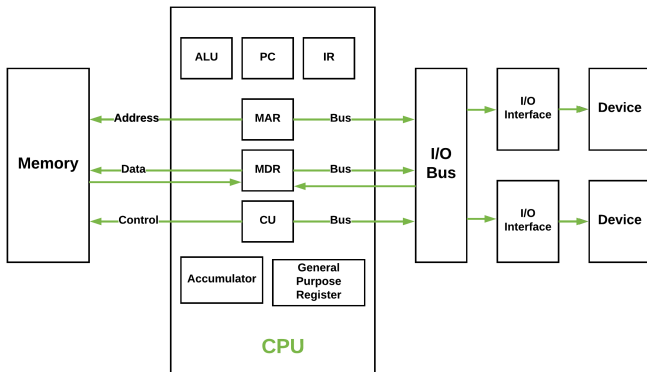 ALU
PC
IR
Address
MAR
Bus
Memory
Data
MDR
Bus
I/O
Bus
Control
CU
Bus
I/O
Interface
Device
I/O
Interface
Device
Accumulator
General
Purpose
Register
CPU